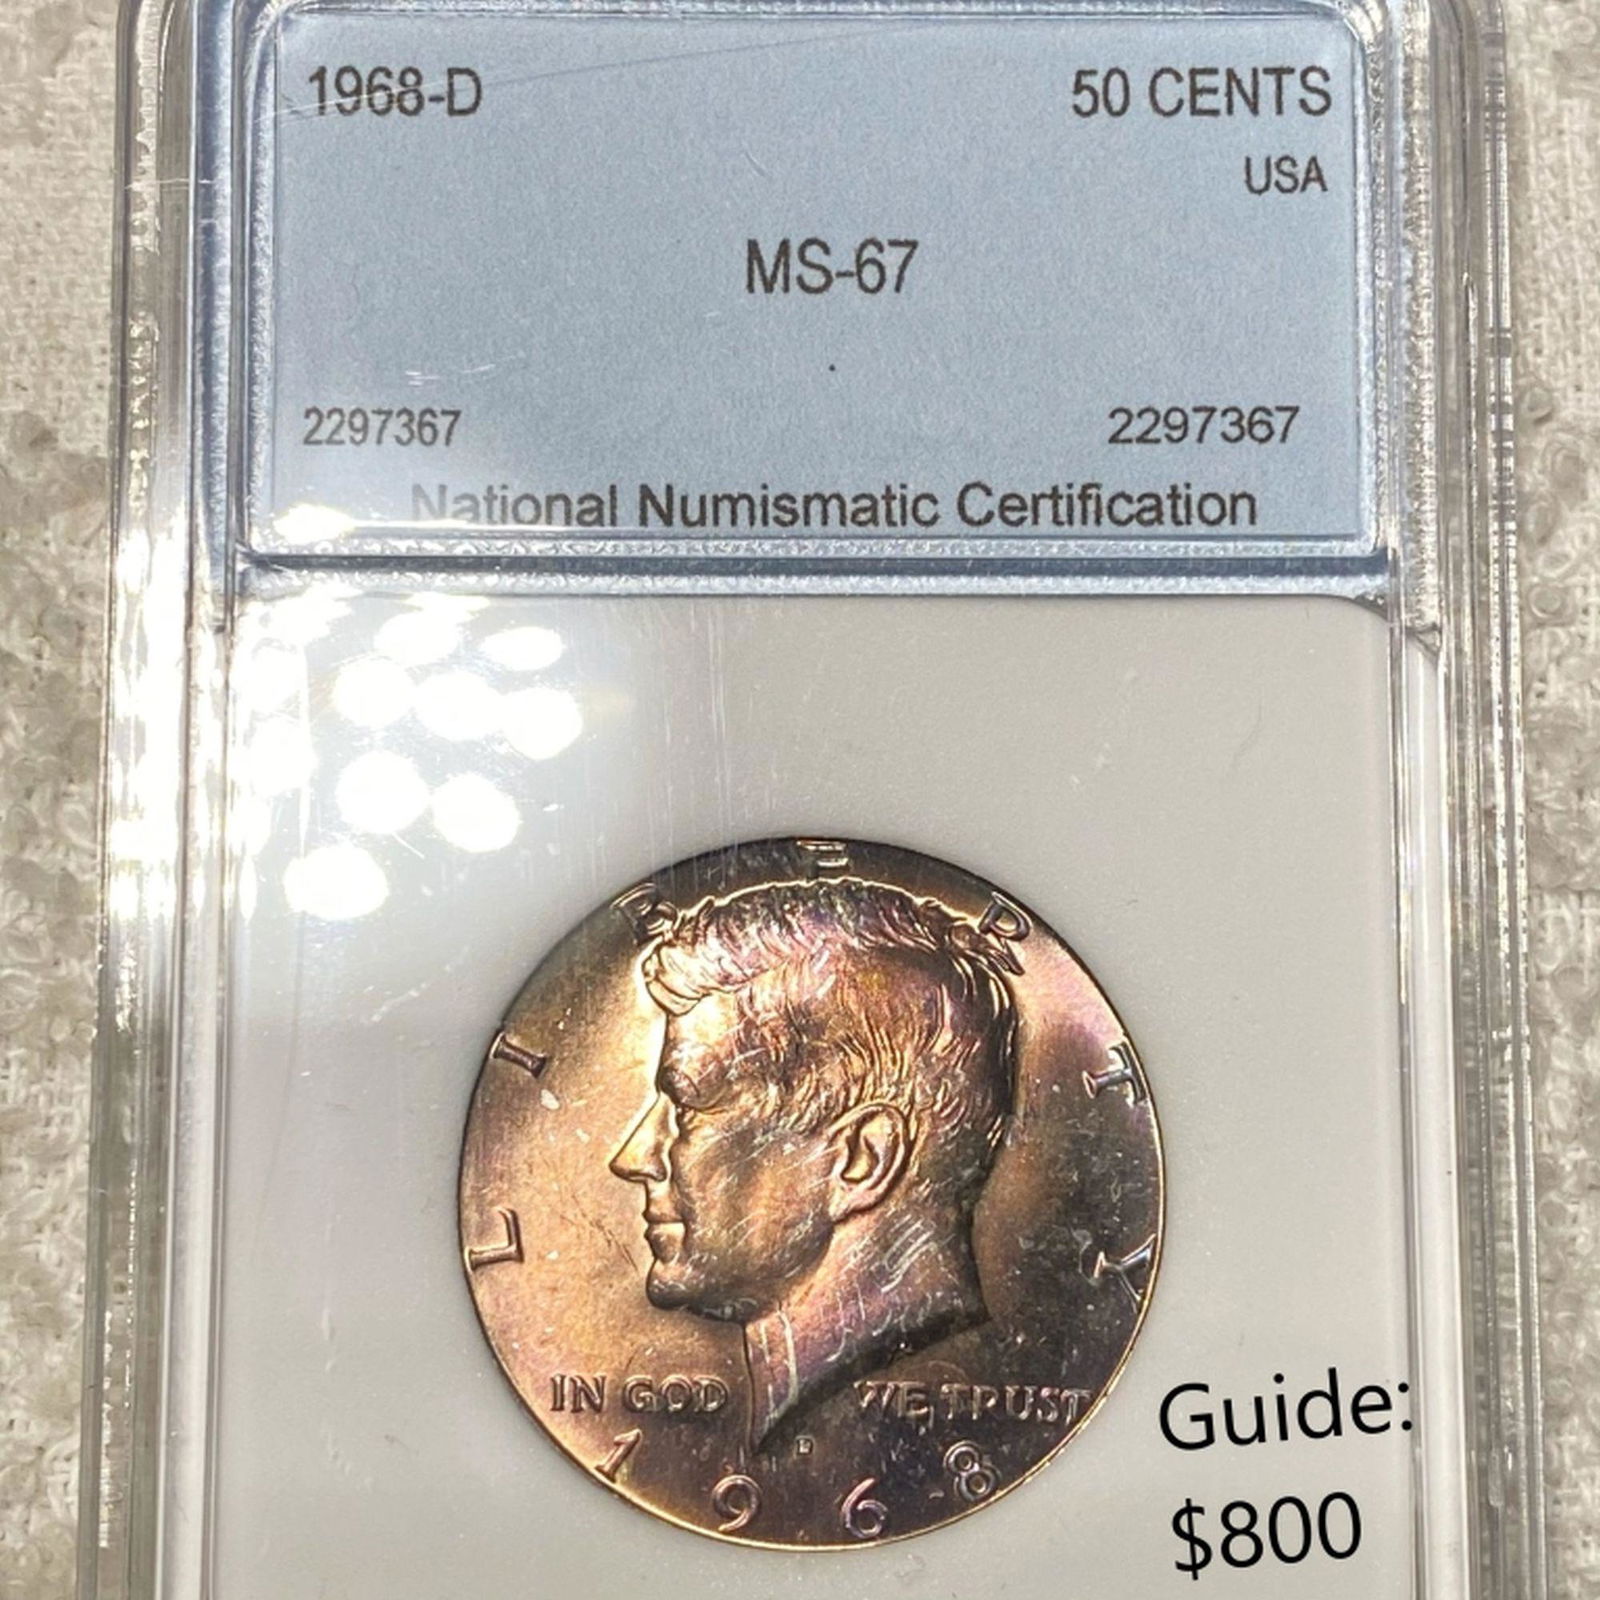 1968-D 50 CENTS
USA
MS-67
2297367 2297367
National Numismatic Certification
LIBERTY
IN GOD WE TRUST
D
1968
Guide:
$800